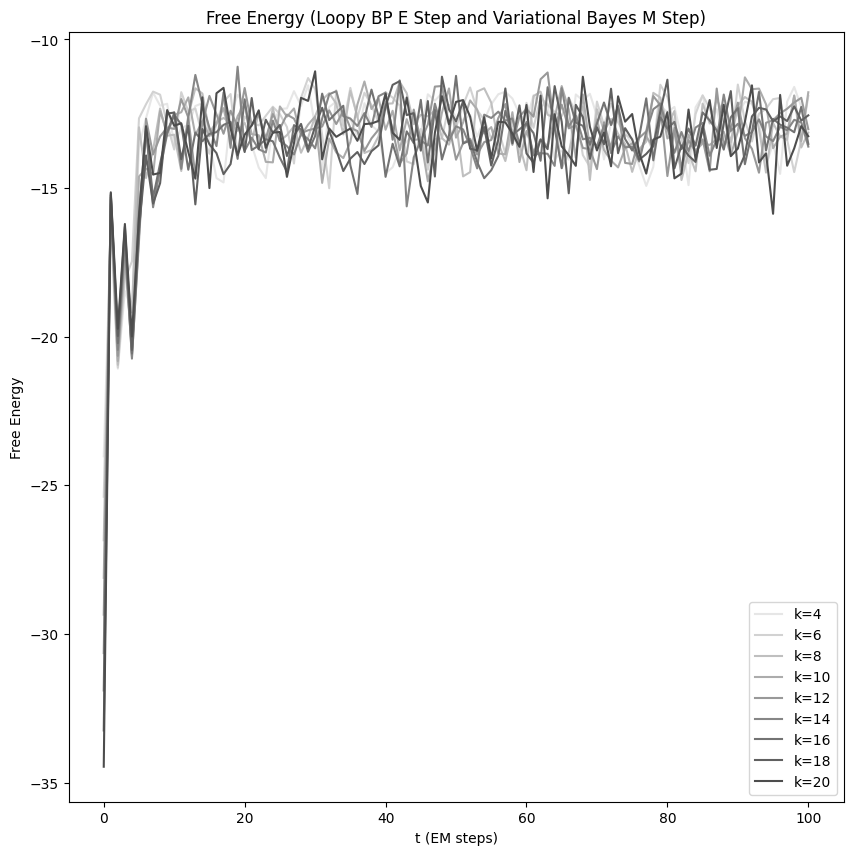 Free Energy (Loopy BP E Step and Variational Bayes M Step)
−10
−15
−20
−25
−30
−35
Free Energy
0
20
40
60
80
100
t (EM steps)
k=4
k=6
k=8
k=10
k=12
k=14
k=16
k=18
k=20